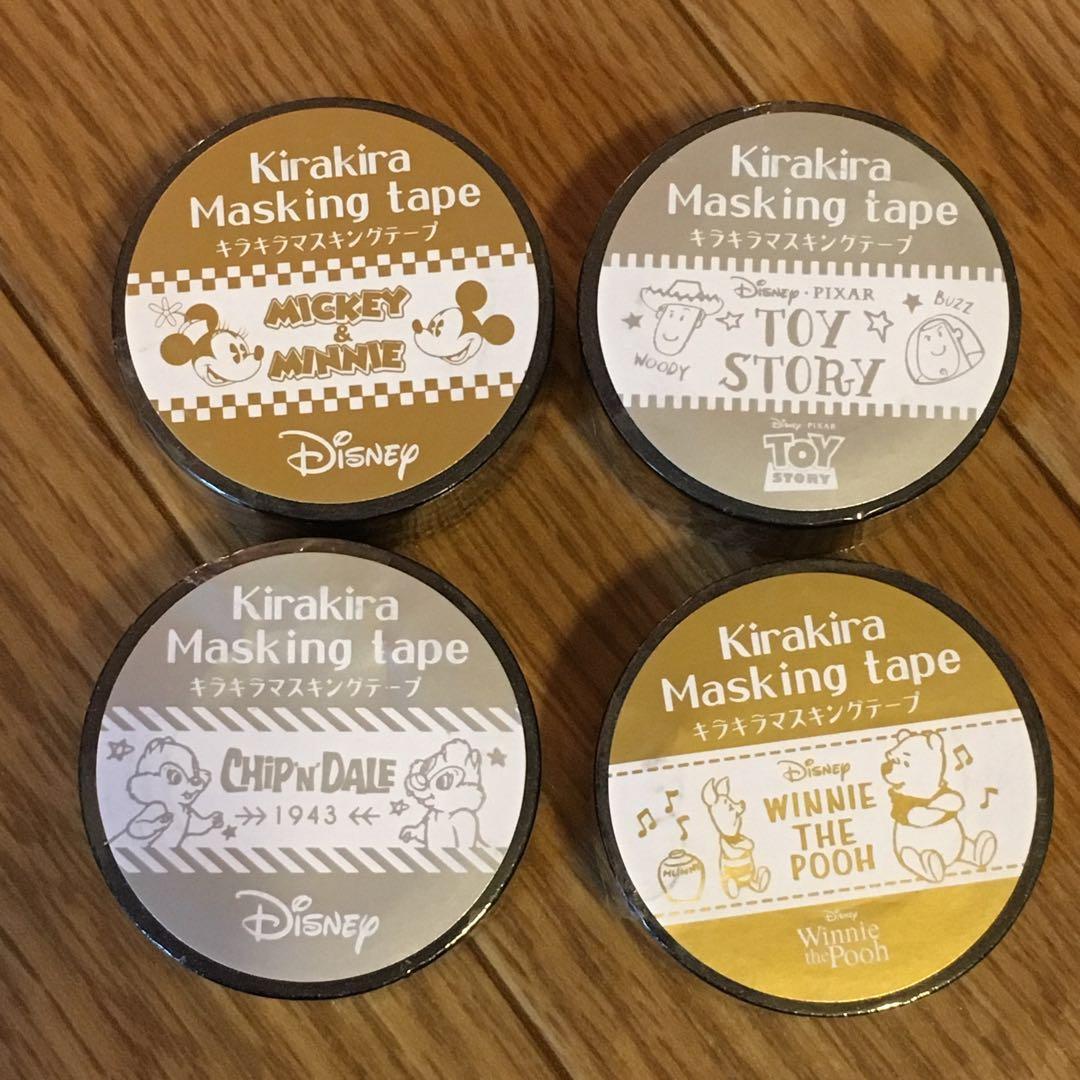 Kirakira
Masking tape
キラキラマスキングテープ
MICKEY
&
MINNIE
Disney
Kirakira
Masking tape
キラキラマスキングテープ
Disney · PIXAR
TOY
STORY
WOODY
BUZZ
Disney PIXAR
TOY
STORY
Kirakira
Masking tape
キラキラマスキングテープ
CHIP'N'DALE
1943
Disney
Kirakira
Masking tape
キラキラマスキングテープ
Disney
WINNIE
THE
POOH
HUNNY
Disney
Winnie
the Pooh